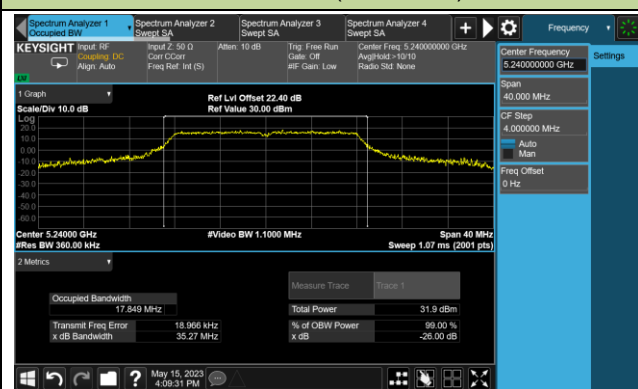 Spectrum Analyzer 1
Occupied BW
Spectrum Analyzer 2
Swept SA
Spectrum Analyzer 3
Swept SA
Spectrum Analyzer 4
Swept SA
Frequency
KEYSIGHT
Input: RF
Coupling: DC
Align: Auto
Input Z: 50 Ω
Corr CCorr
Freq Ref: Int (S)
Atten: 10 dB
Trig: Free Run
Gate: Off
#IF Gain: Low
Center Freq: 5.240000000 GHz
Avg|Hold:>10/10
Radio Std: None
Center Frequency
5.240000000 GHz
Settings
Span
40.000 MHz
CF Step
4.000000 MHz
Auto
Man
Freq Offset
0 Hz
1 Graph
Scale/Div 10.0 dB
Ref Lvl Offset 22.40 dB
Ref Value 30.00 dBm
Log
20.0
10.0
0.00
-10.0
-20.0
-30.0
-40.0
-50.0
-60.0
Center 5.24000 GHz
#Res BW 360.00 kHz
#Video BW 1.1000 MHz
Span 40 MHz
Sweep 1.07 ms (2001 pts)
2 Metrics
Measure Trace
Trace 1
Occupied Bandwidth
17.849 MHz
Total Power
31.9 dBm
Transmit Freq Error
18.966 kHz
% of OBW Power
99.00 %
x dB Bandwidth
35.27 MHz
x dB
-26.00 dB
May 15, 2023
4:09:31 PM